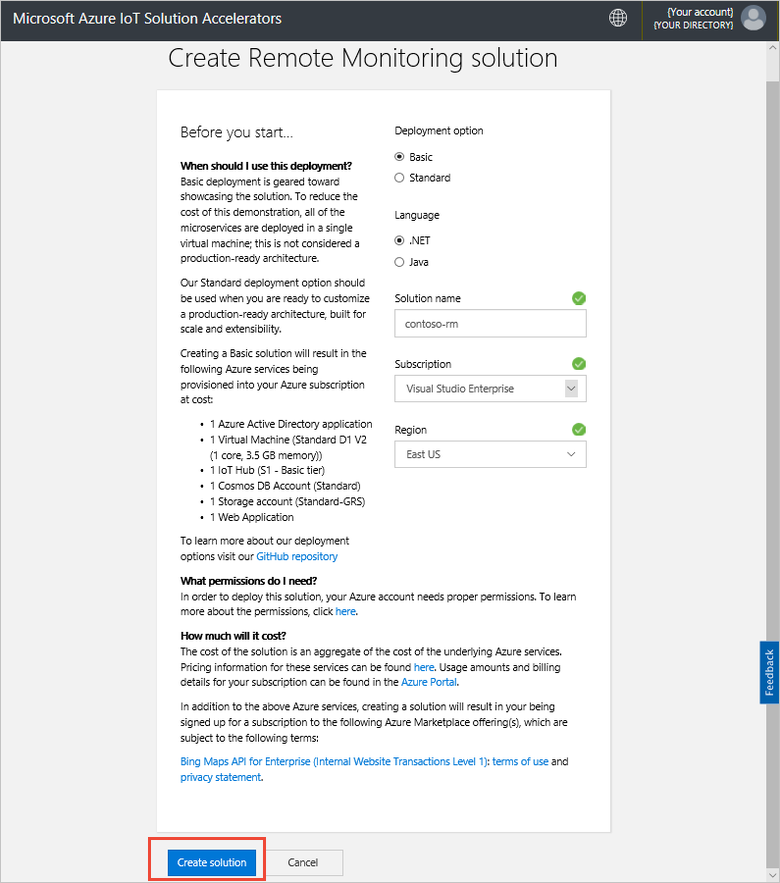 Microsoft Azure IoT Solution Accelerators
{Your account}
{YOUR DIRECTORY}
Create Remote Monitoring solution
Before you start...
When should I use this deployment?
Basic deployment is geared toward
showcasing the solution. To reduce the
cost of this demonstration, all of the
microservices are deployed in a single
virtual machine; this is not considered a
production-ready architecture.
Our Standard deployment option should
be used when you are ready to customize
a production-ready architecture, built for
scale and extensibility.
Creating a Basic solution will result in the
following Azure services being
provisioned into your Azure subscription
at cost:
• 1 Azure Active Directory application
• 1 Virtual Machine (Standard D1 V2
(1 core, 3.5 GB memory))
• 1 IoT Hub (S1 - Basic tier)
• 1 Cosmos DB Account (Standard)
• 1 Storage account (Standard-GRS)
• 1 Web Application
To learn more about our deployment
options visit our GitHub repository
Deployment option
Basic
Standard
Language
.NET
Java
Solution name
contoso-rm
Subscription
Visual Studio Enterprise
Region
East US
What permissions do I need?
In order to deploy this solution, your Azure account needs proper permissions. To learn
more about the permissions, click here.
How much will it cost?
The cost of the solution is an aggregate of the cost of the underlying Azure services.
Pricing information for these services can be found here. Usage amounts and billing
details for your subscription can be found in the Azure Portal.
In addition to the above Azure services, creating a solution will result in your being
signed up for a subscription to the following Azure Marketplace offering(s), which are
subject to the following terms:
Bing Maps API for Enterprise (Internal Website Transactions Level 1): terms of use and
privacy statement.
Feedback
Create solution
Cancel